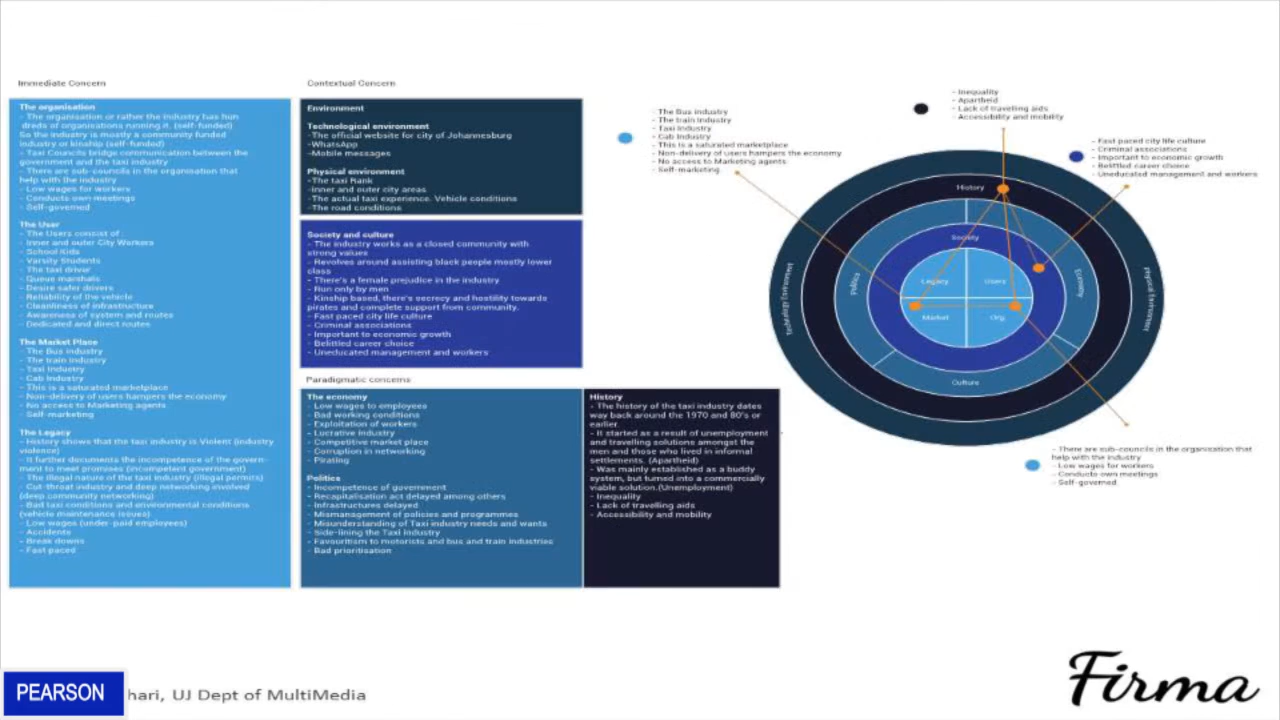 Immediate Concern
The organisation
- The organisation or rather the industry has hun
dreds of organisations running it. (self-funded)
So the industry is mostly a community funded
industry or kinship (self-funded)
- Taxi Councils bridge communication between the
government and the taxi industry
- There are sub-councils in the organisation that
help with the industry
- Low wages for workers
- Conducts own meetings
- Self-governed
The User
- The Users consist of :
- Inner and outer City Workers
- School Kids
- Varsity Students
- The taxi driver
- Queue marshals
- Desire safer drivers
- Reliability of the vehicle
- Cleanliness of infrastructure
- Awareness of system and routes
- Dedicated and direct routes
The Market Place
- The Bus industry
- The train industry
- Taxi Industry
- Cab Industry
- This is a saturated marketplace
- Non-delivery of users hampers the economy
- No access to Marketing agents
- Self-marketing
The Legacy
- History shows that the taxi industry is Violent (industry
violence)
- It further documents the incompetence of the govern-
ment to meet promises (incompetent government)
- The illegal nature of the taxi industry (illegal permits)
- Cut-throat industry and deep networking involved
(deep community networking)
- Bad taxi conditions and environmental conditions
(vehicle maintenance issues)
- Low wages (under-paid employees)
- Accidents
- Break downs
- Fast paced
Contextual Concern
Environment
Technological environment
-The official website for city of Johannesburg
-WhatsApp
-Mobile messages
Physical environment
-The taxi Rank
-Inner and outer city areas
-The actual taxi experience. Vehicle conditions
-The road conditions
Society and culture
- The industry works as a closed community with
strong values
- Revolves around assisting black people mostly lower
class
- There's a female prejudice in the industry
- Run only by men
- Kinship based, there's secrecy and hostility towards
pirates and complete support from community.
- Fast paced city life culture
- Criminal associations
- Important to economic growth
- Belittled career choice
- Uneducated management and workers
Paradigmatic concerns
The economy
- Low wages to employees
- Bad working conditions
- Exploitation of workers
- Lucrative industry
- Competitive market place
- Corruption in networking
- Pirating
Politics
- Incompetence of government
- Recapitalisation act delayed among others
- Infrastructures delayed
- Mismanagement of policies and programmes
- Misunderstanding of Taxi industry needs and wants
- Side-lining the Taxi Industry
- Favouritism to motorists and bus and train industries
- Bad prioritisation
History
- The history of the taxi industry dates
way back around the 1970 and 80's or
earlier.
- It started as a result of unemployment
and travelling solutions amongst the
men and those who lived in informal
settlements. (Apartheid)
- Was mainly established as a buddy
system, but turned into a commercially
viable solution.(Unemployment)
- Inequality
- Lack of travelling aids
- Accessibility and mobility
- The Bus industry
- The train industry
- Taxi Industry
- Cab Industry
- This is a saturated marketplace
- Non-delivery of users hampers the economy
- No access to Marketing agents
- Self-marketing
- Inequality
- Apartheid
- Lack of travelling aids
- Accessibility and mobility
- Fast paced city life culture
- Criminal associations
- Important to economic growth
- Belittled career choice
- Uneducated management and workers
History
Society
Legacy
Users
Market
Org
Culture
Politics
Economy
- There are sub-councils in the organisation that
help with the industry
- Low wages for workers
- Conducts own meetings
- Self-governed
PEARSON
hari, UJ Dept of MultiMedia
Firma